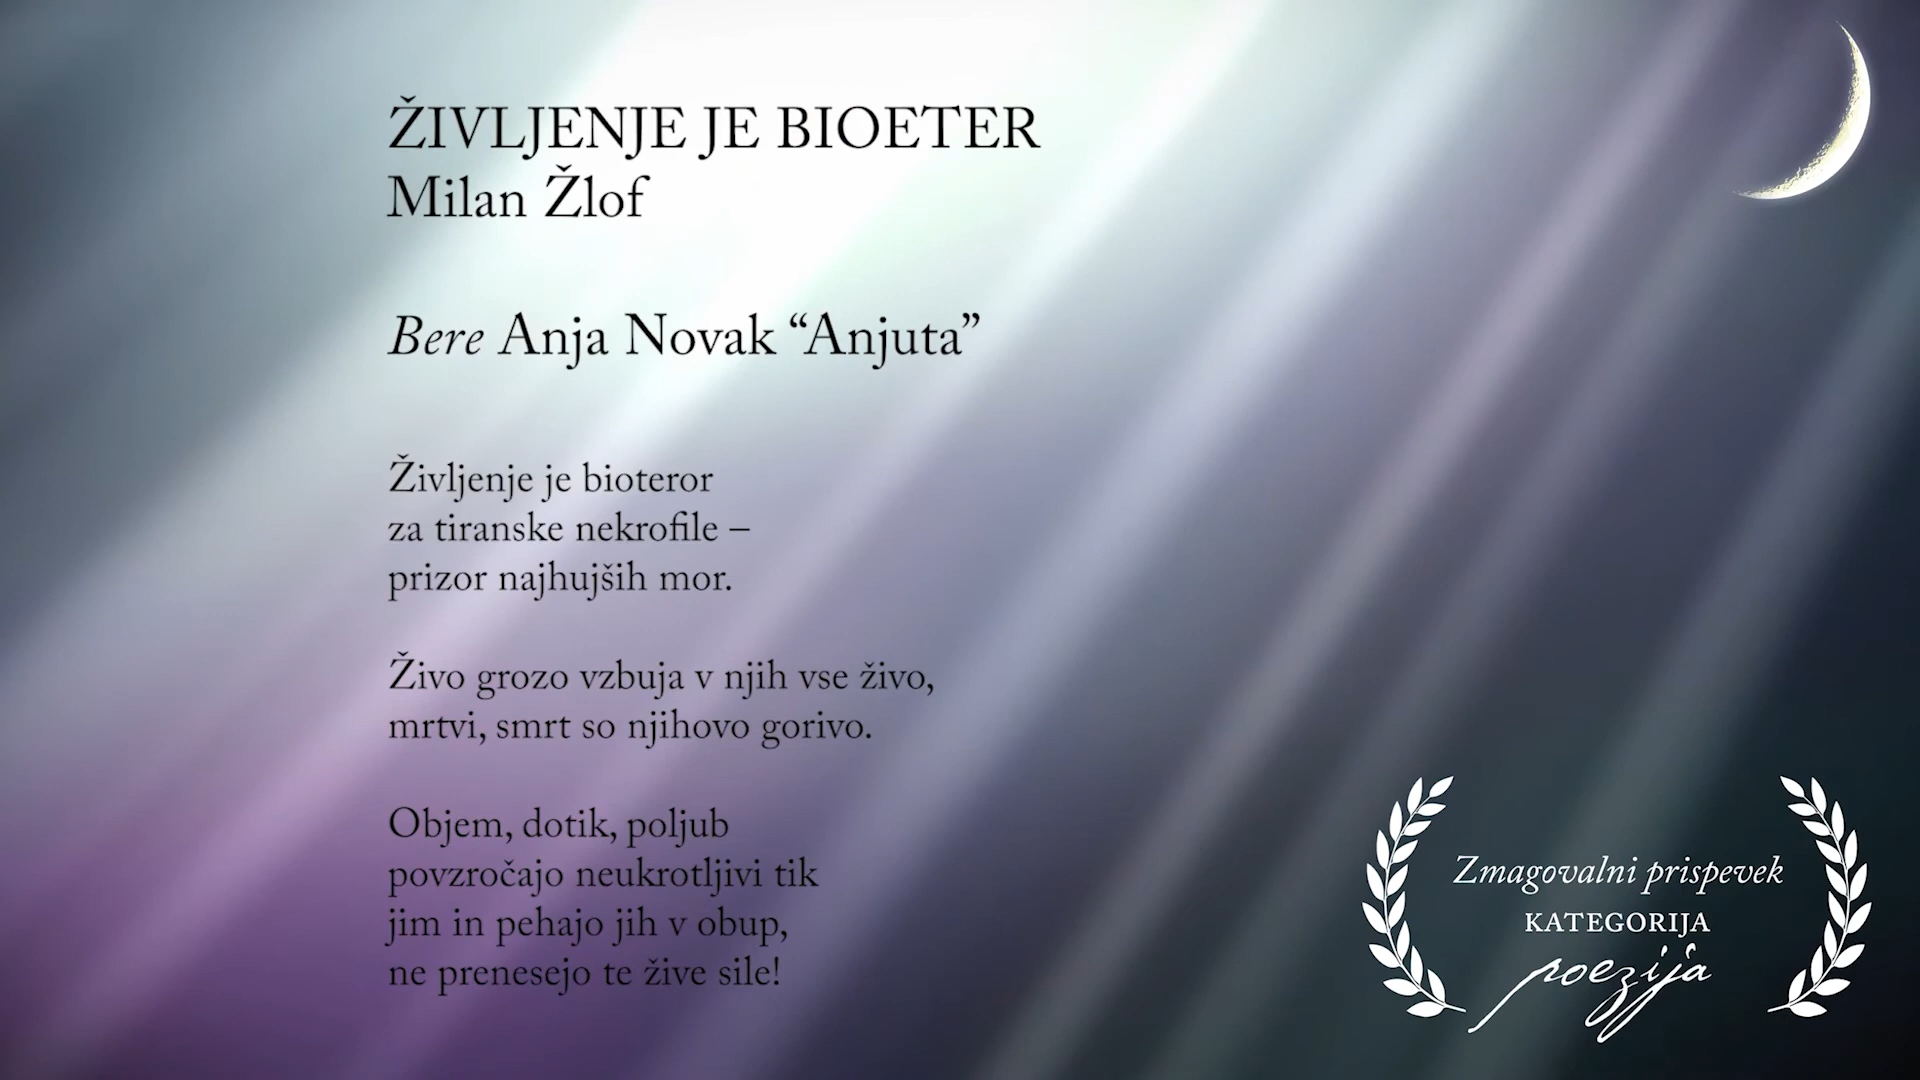 ŽIVLJENJE JE BIOETER
Milan Žlof
Bere Anja Novak “Anjuta”
Življenje je bioteror
za tiranske nekrofile –
prizor najhujših mor.
Živo grozo vzbuja v njih vse živo,
mrtvi, smrt so njihovo gorivo.
Objem, dotik, poljub
povzročajo neukrotljivi tik
jim in pehajo jih v obup,
ne prenesejo te žive sile!
Zmagovalni prispevek
KATEGORIJA
poezija